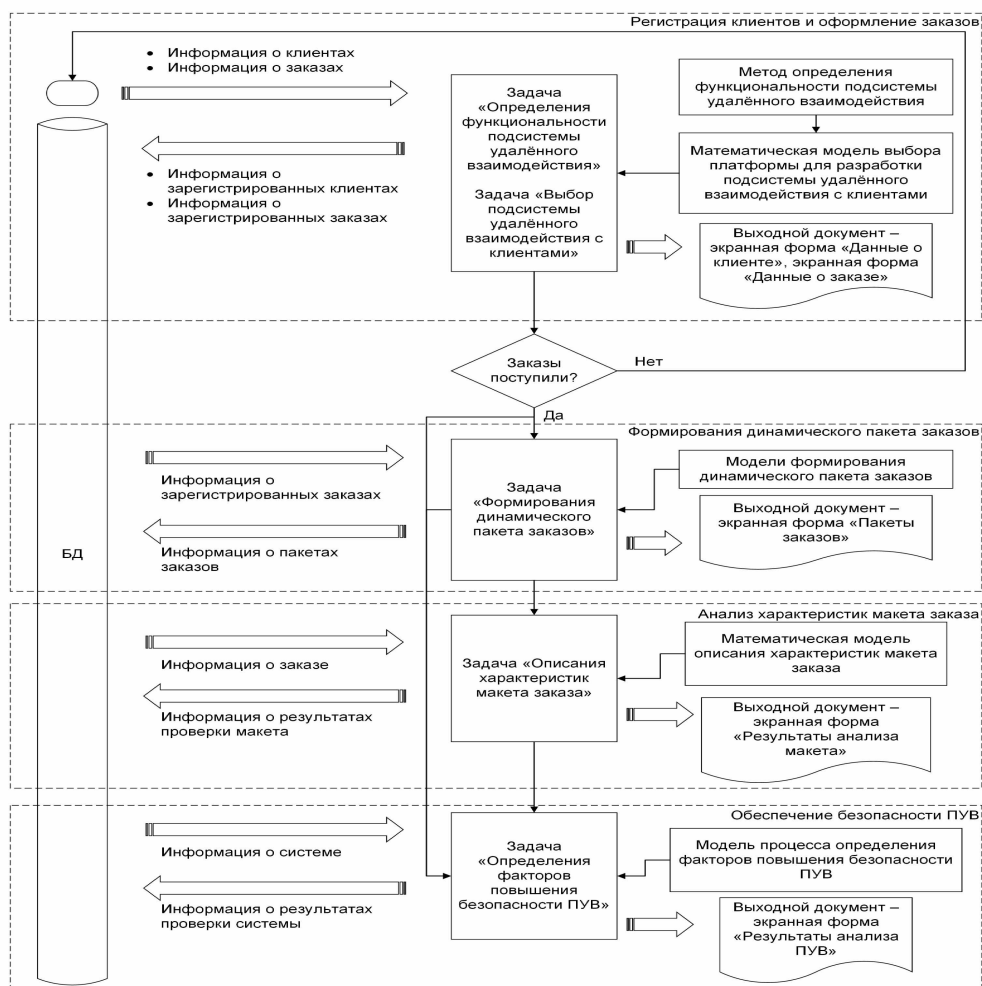 Регистрация клиентов и оформление заказов
• Информация о клиентах
• Информация о заказах
• Информация о
зарегистрированных клиентах
• Информация о
зарегистрированных заказах
Задача
«Определения
функциональности
подсистемы
удалённого
взаимодействия»
Задача «Выбор
подсистемы
удалённого
взаимодействия с
клиентами»
Метод определения
функциональности подсистемы
удалённого взаимодействия
Математическая модель выбора
платформы для разработки
подсистемы удалённого
взаимодействия с клиентами
Выходной документ –
экранная форма «Данные о
клиенте», экранная форма
«Данные о заказе»
Заказы
поступили?
Нет
Да
Формирования динамического пакета заказов
Информация о
зарегистрированных заказах
Информация о пакетах
заказов
БД
Задача
«Формирования
динамического
пакета заказов»
Модели формирования
динамического пакета заказов
Выходной документ –
экранная форма «Пакеты
заказов»
Анализ характеристик макета заказа
Информация о заказе
Информация о результатах
проверки макета
Задача «Описания
характеристик
макета заказа»
Математическая модель
описания характеристик макета
заказа
Выходной документ –
экранная форма
«Результаты анализа
макета»
Обеспечение безопасности ПУВ
Информация о системе
Информация о результатах
проверки системы
Задача
«Определения
факторов
повышения
безопасности ПУВ»
Модель процесса определения
факторов повышения безопасности
ПУВ
Выходной документ –
экранная форма
«Результаты анализа
ПУВ»